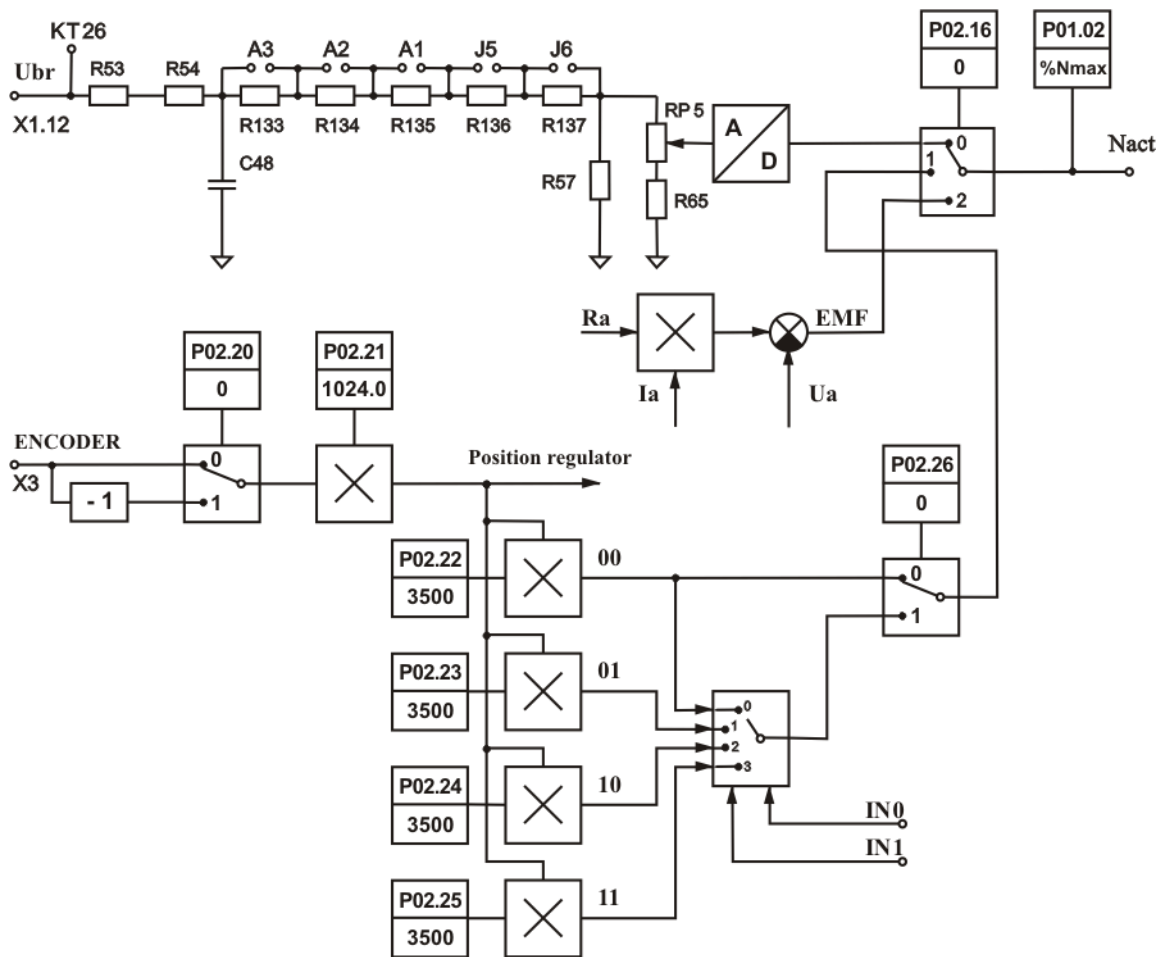 KT26
Ubr
X1.12
R53
R54
A3
A2
A1
J5
J6
R133
R134
R135
R136
R137
C48
R57
RP5
R65
A
D
P02.16
0
P01.02
%Nmax
0
1
2
Nact
Ra
Ia
EMF
Ua
P02.20
0
P02.21
1024.0
ENCODER
X3
- 1
0
1
Position regulator
P02.26
0
P02.22
3500
00
0
1
P02.23
3500
01
0
1
2
3
P02.24
3500
10
IN0
IN1
P02.25
3500
11